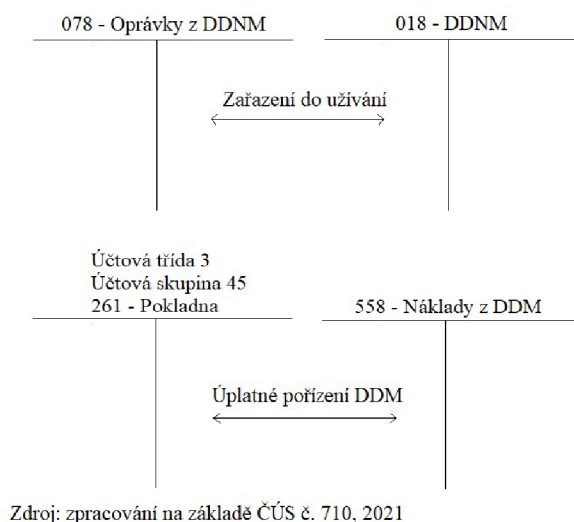 078 - Oprávky z DDNM
018 - DDNM
Zařazení do užívání
Účtová třída 3
Účtová skupina 45
261 - Pokladna
558 - Náklady z DDM
Úplatné pořízení DDM
Zdroj: zpracování na základě ČÚS č. 710, 2021